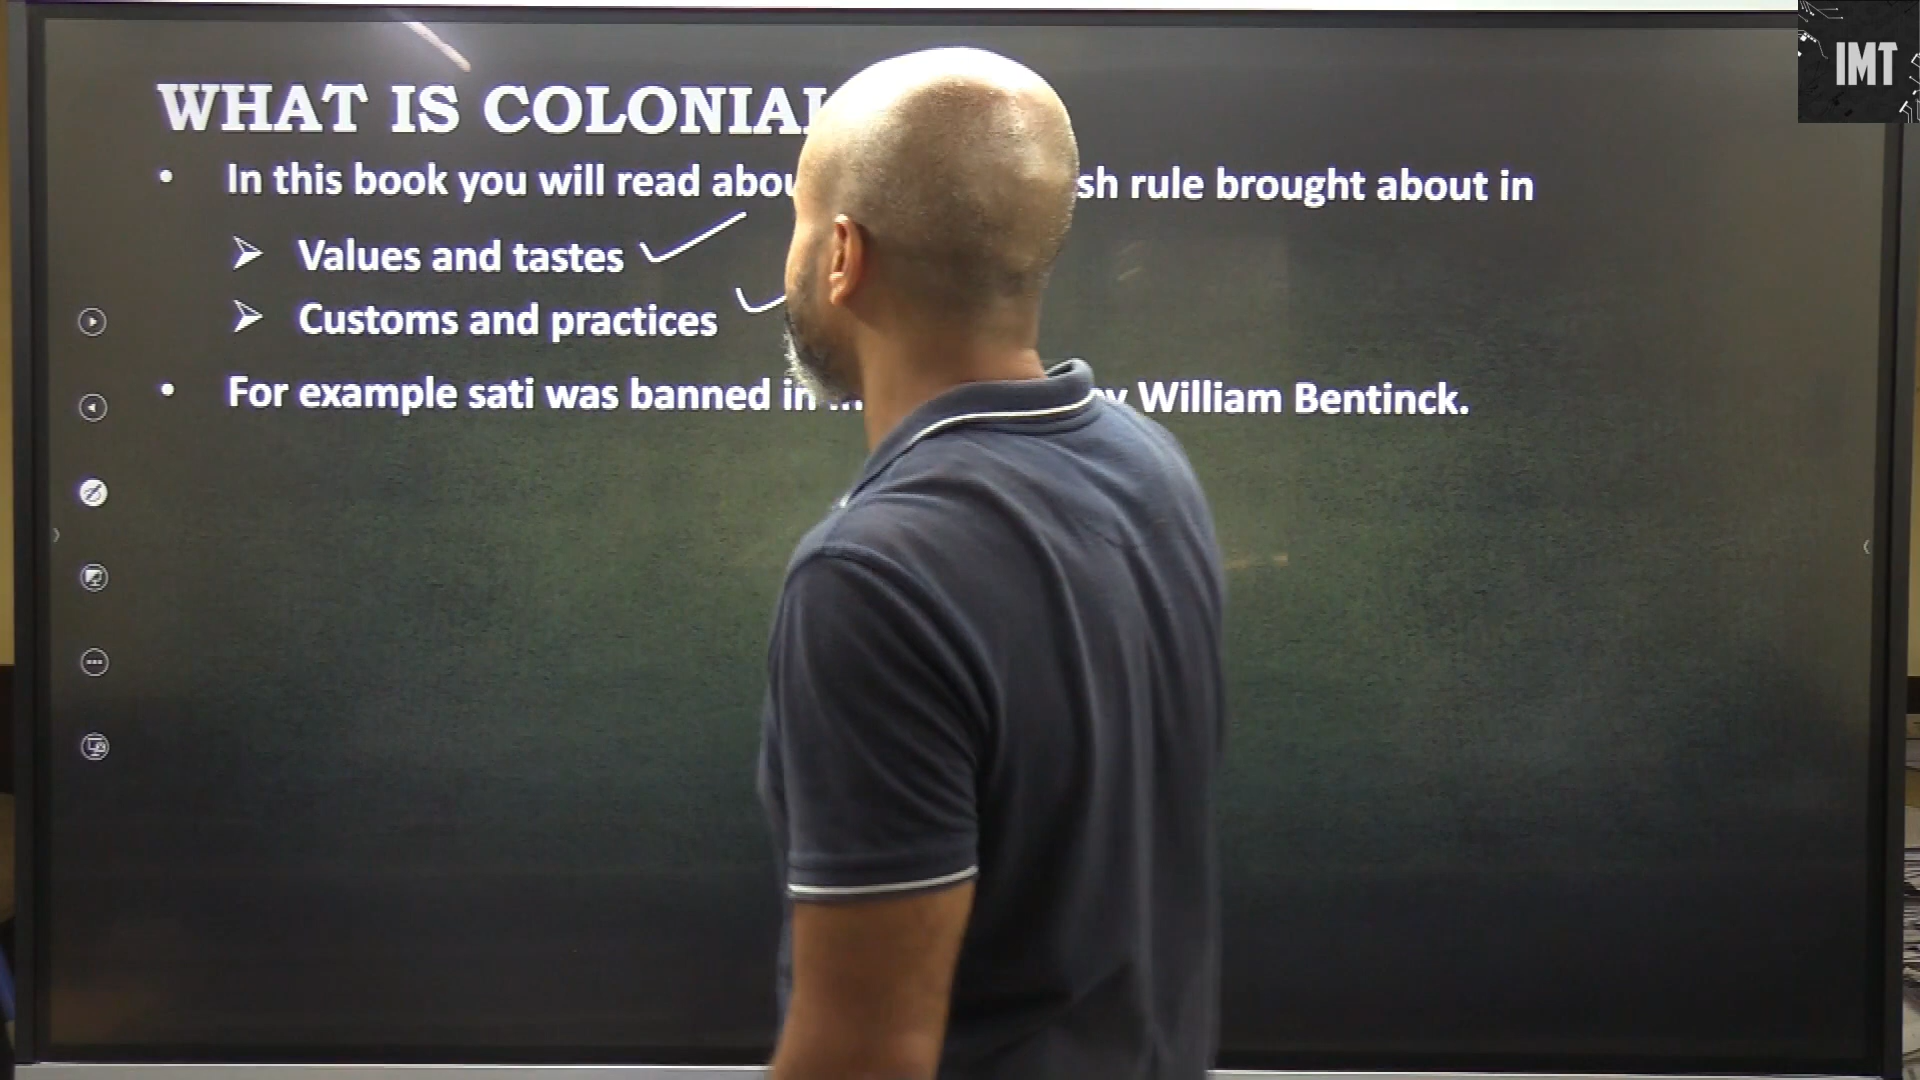 IMT
WHAT IS COLONIAL
• In this book you will read abou sh rule brought about in
➢ Values and tastes
➢ Customs and practices
• For example sati was banned in by William Bentinck.